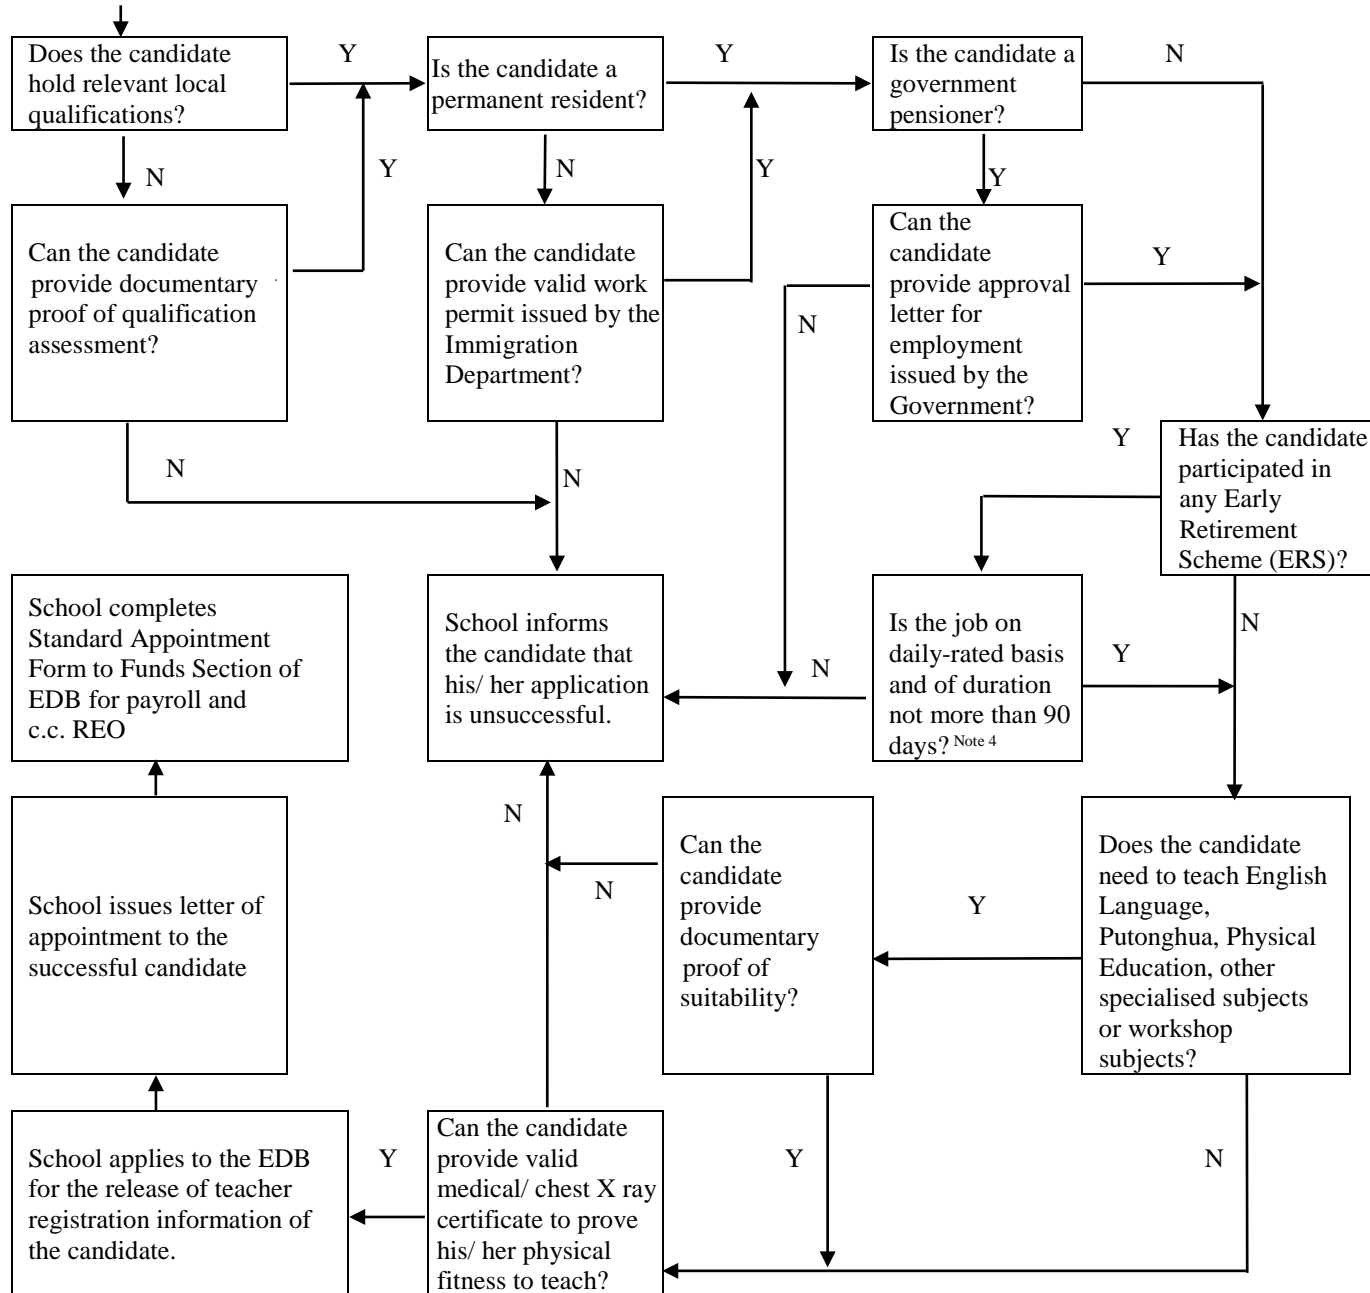 Does the candidate
hold relevant local
qualifications?
Y
Is the candidate a
permanent resident?
Y
Is the candidate a
government
pensioner?
N
N
Y
N
Y
Y
Can the candidate
provide documentary
proof of qualification
assessment?
Can the candidate
provide valid work
permit issued by the
Immigration
Department?
Can the
candidate
provide approval
letter for
employment
issued by the
Government?
Y
N
N
N
Y
Has the candidate
participated in
any Early
Retirement
Scheme (ERS)?
School completes
Standard Appointment
Form to Funds Section of
EDB for payroll and
c.c. REO
School informs
the candidate that
his/ her application
is unsuccessful.
N
Is the job on
daily-rated basis
and of duration
not more than 90
days? Note 4
Y
N
School issues letter of
appointment to the
successful candidate
N
N
Can the
candidate
provide
documentary
proof of
suitability?
Y
Does the candidate
need to teach English
Language,
Putonghua, Physical
Education, other
specialised subjects
or workshop
subjects?
School applies to the EDB
for the release of teacher
registration information of
the candidate.
Y
Can the candidate
provide valid
medical/ chest X ray
certificate to prove
his/ her physical
fitness to teach?
Y
N